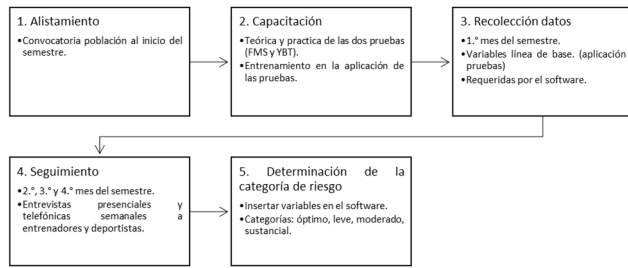 1. Alistamiento
•Convocatoria población al inicio del
semestre.
2. Capacitación
•Teórica y practica de las dos pruebas
(FMS y YBT).
•Entrenamiento en la aplicación de
las pruebas.
3. Recolección datos
•1.° mes del semestre.
•Variables línea de base. (aplicación
pruebas)
•Requeridas por el software.
4. Seguimiento
•2.°, 3.° y 4.° mes del semestre.
•Entrevistas presenciales y
telefónicas semanales a
entrenadores y deportistas.
5. Determinación de la
categoría de riesgo
•Insertar variables en el software.
•Categorías: óptimo, leve, moderado,
sustancial.